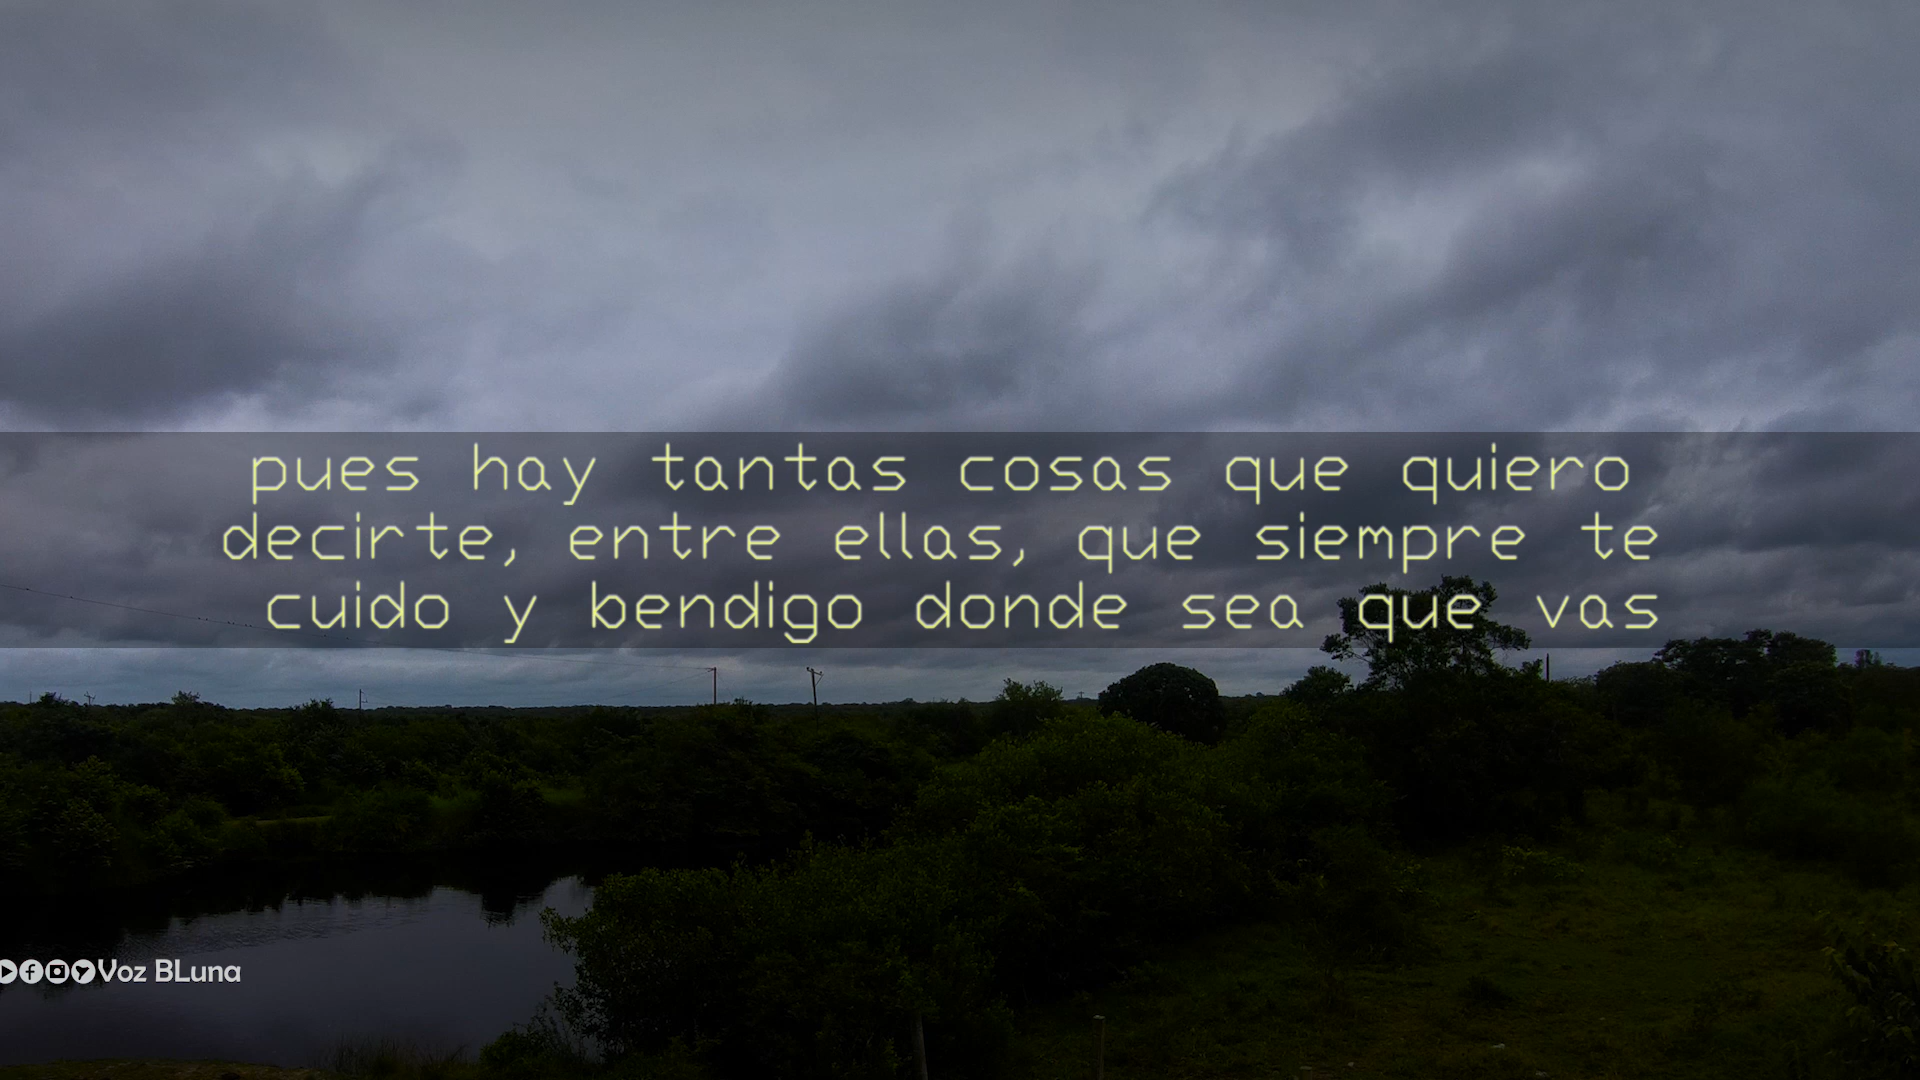 pues hay tantas cosas que quiero
decirte, entre ellas, que siempre te
cuido y bendigo donde sea que vas
Voz BLuna